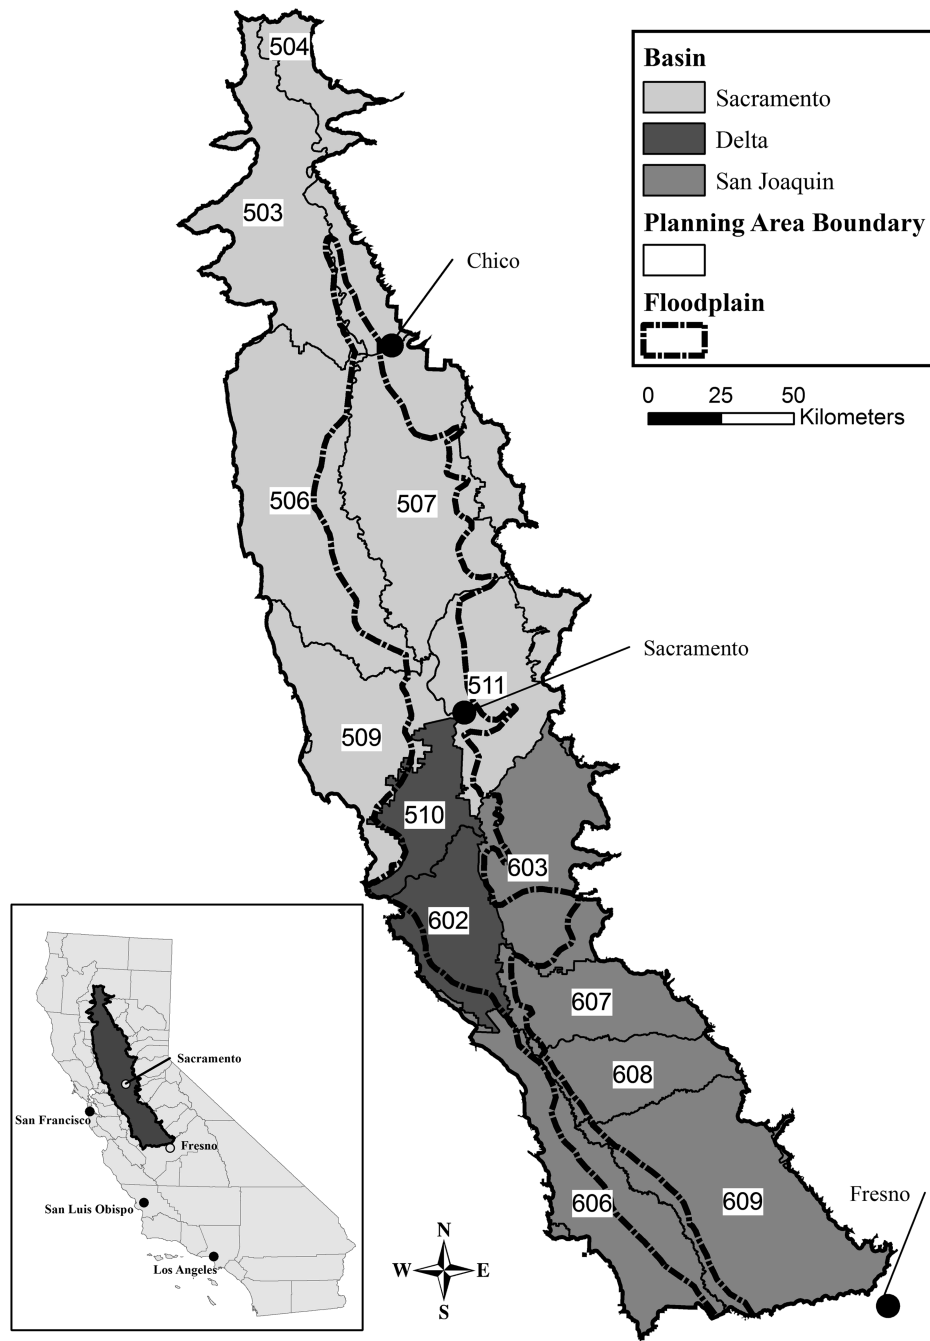 504
503
Chico
506
507
Sacramento
511
509
510
603
602
607
608
606
609
Fresno
Basin
Sacramento
Delta
San Joaquin
Planning Area Boundary
Floodplain
0 25 50
Kilometers
Sacramento
San Francisco
Fresno
San Luis Obispo
Los Angeles
N
W E
S